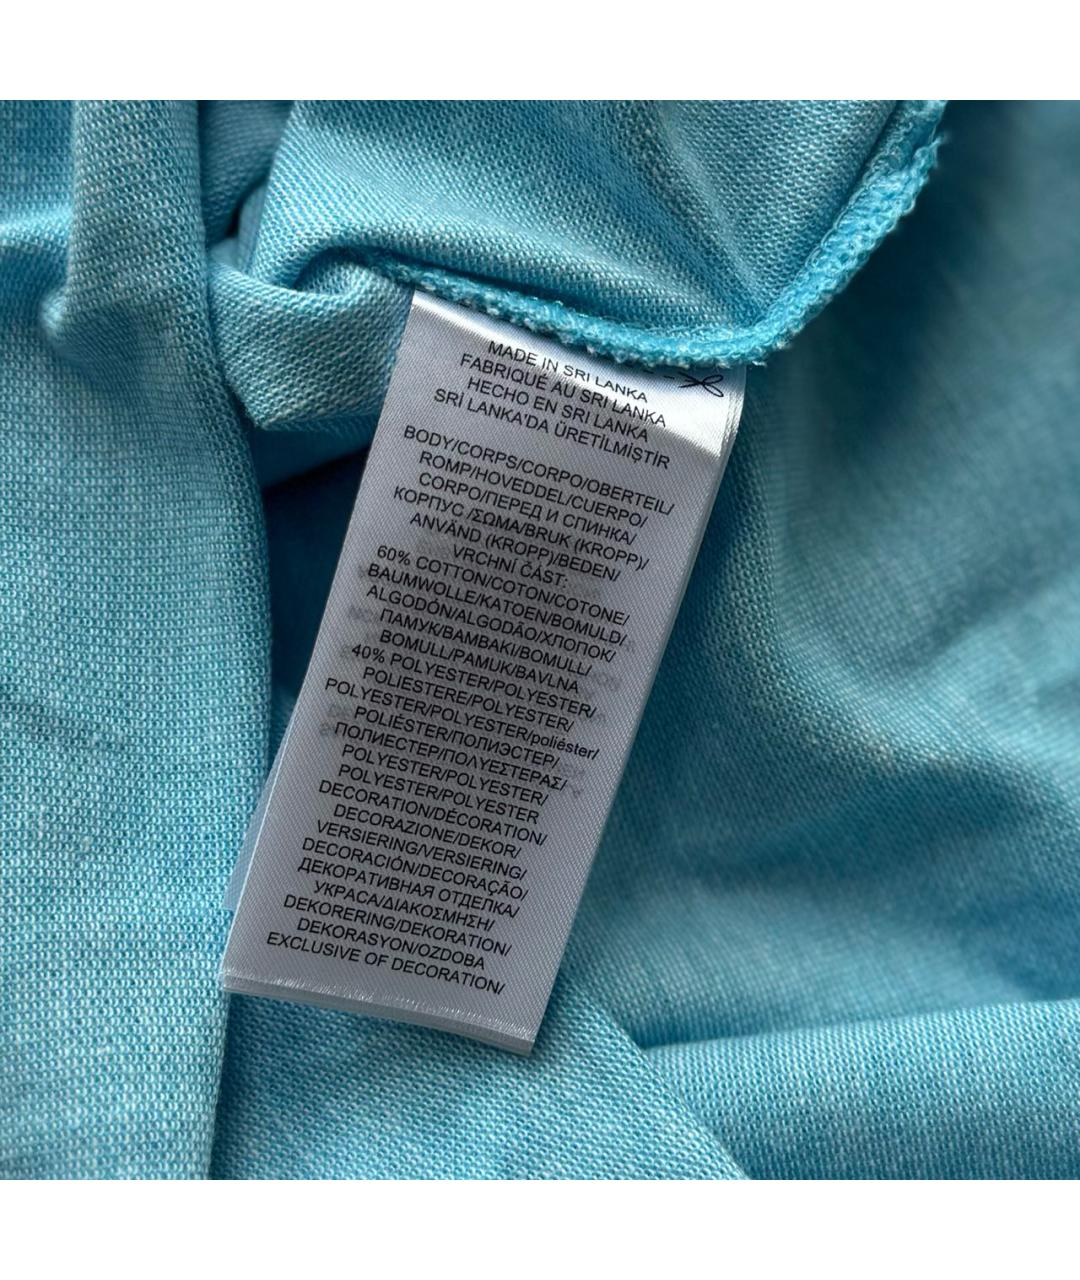 MADE IN SRI LANKA
FABRIQUÉ AU SRI LANKA
HECHO EN SRI LANKA
SRİ LANKA'DA ÜRETİLMİŞTİR
BODY/CORPS/CORPO/OBERTEIL/
ROMP/HOVEDDEL/CUERPO/
CORPO/ПЕРЕД И СПИНКА/
КОРПУС /ΣΩΜΑ/BRUK (KROPP)/
ANVÄND (KROPP)/BEDEN/
VRCHNÍ ČÁST:
60% COTTON/COTON/COTONE/
BAUMWOLLE/KATOEN/BOMULD/
ALGODÓN/ALGODÃO/ХЛОПОК/
ПАМУК/BAMBAKI/BOMULL/
BOMULL/PAMUK/BAVLNA
40% POLYESTER/POLYESTER/
POLIESTERE/POLYESTER/
POLYESTER/POLYESTER/poliéster/
POLIÉSTER/ПОЛИЭСТЕР/
ПОЛИЕСТЕР/ΠΟΛΥΕΣΤΕΡΑΣ/
POLYESTER/POLYESTER/
POLYESTER/POLYESTER
DECORATION/DÉCORATION/
DECORAZIONE/DEKOR/
VERSIERING/VERSIERING/
DECORACIÓN/DECORAÇÃO/
ДЕКОРАТИВНАЯ ОТДЕЛКА/
УКРАСА/ΔΙΑΚΟΣΜΗΣΗ/
DEKORERING/DEKORATION/
DEKORASYON/OZDOBA
EXCLUSIVE OF DECORATION/